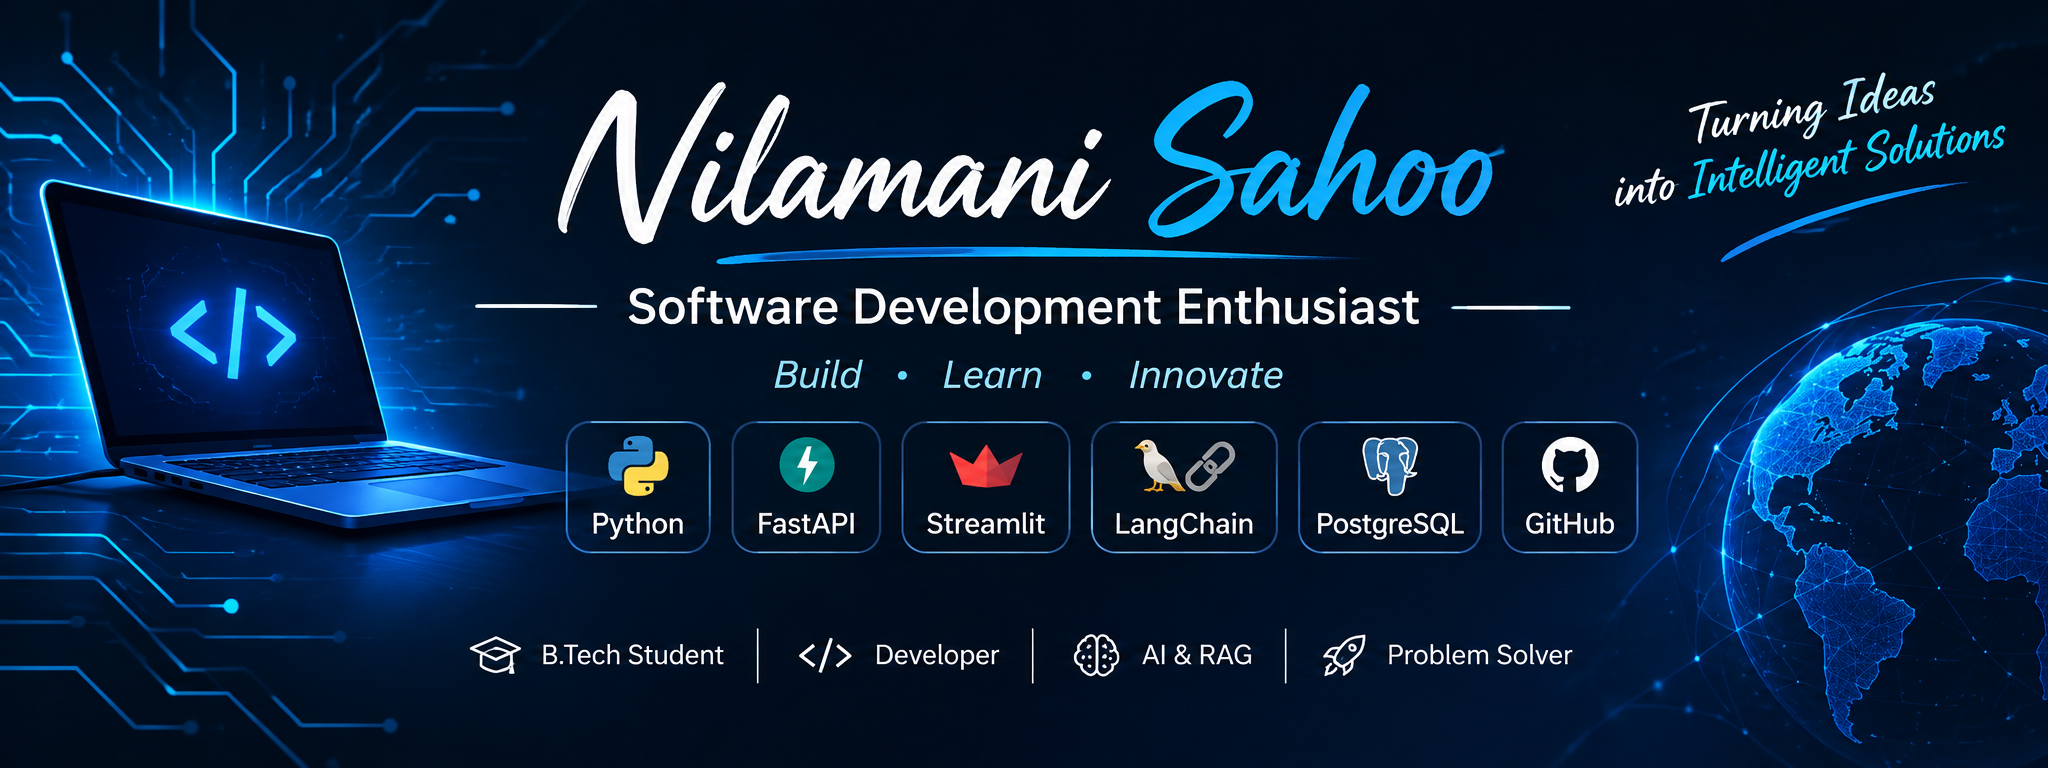 Nilamani Sahoo
Turning Ideas
into Intelligent Solutions
</>
Software Development Enthusiast
Build • Learn • Innovate
Python
FastAPI
Streamlit
LangChain
PostgreSQL
GitHub
B.Tech Student
</> Developer
AI & RAG
Problem Solver